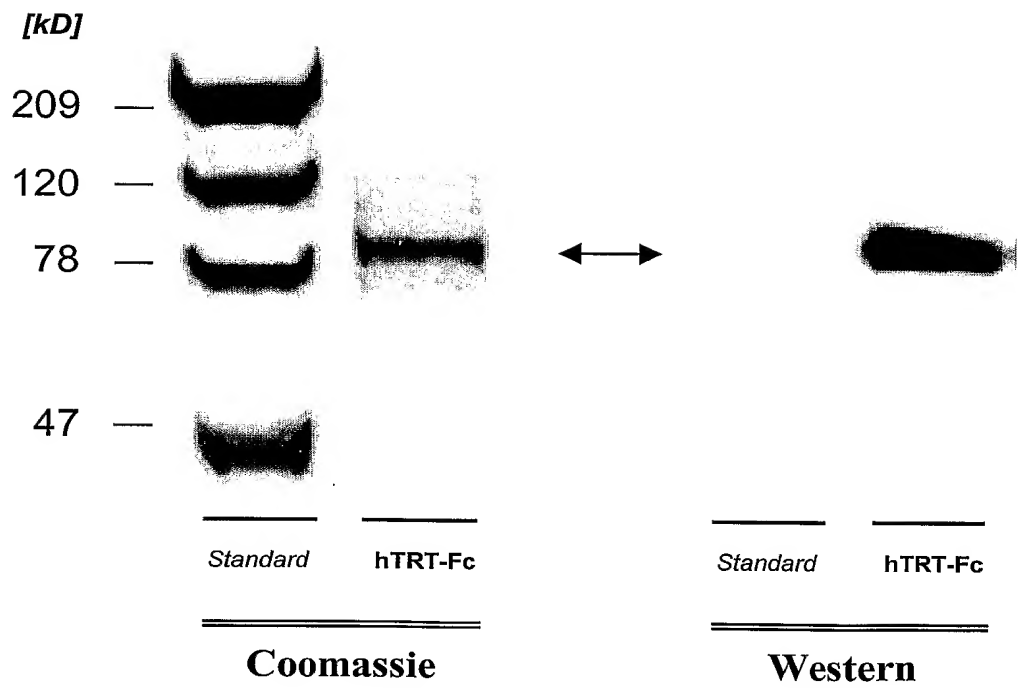 [kD]
209 —
120 —
78 —
47 —
Standard hTRT-Fc Standard hTRT-Fc
Coomassie Western